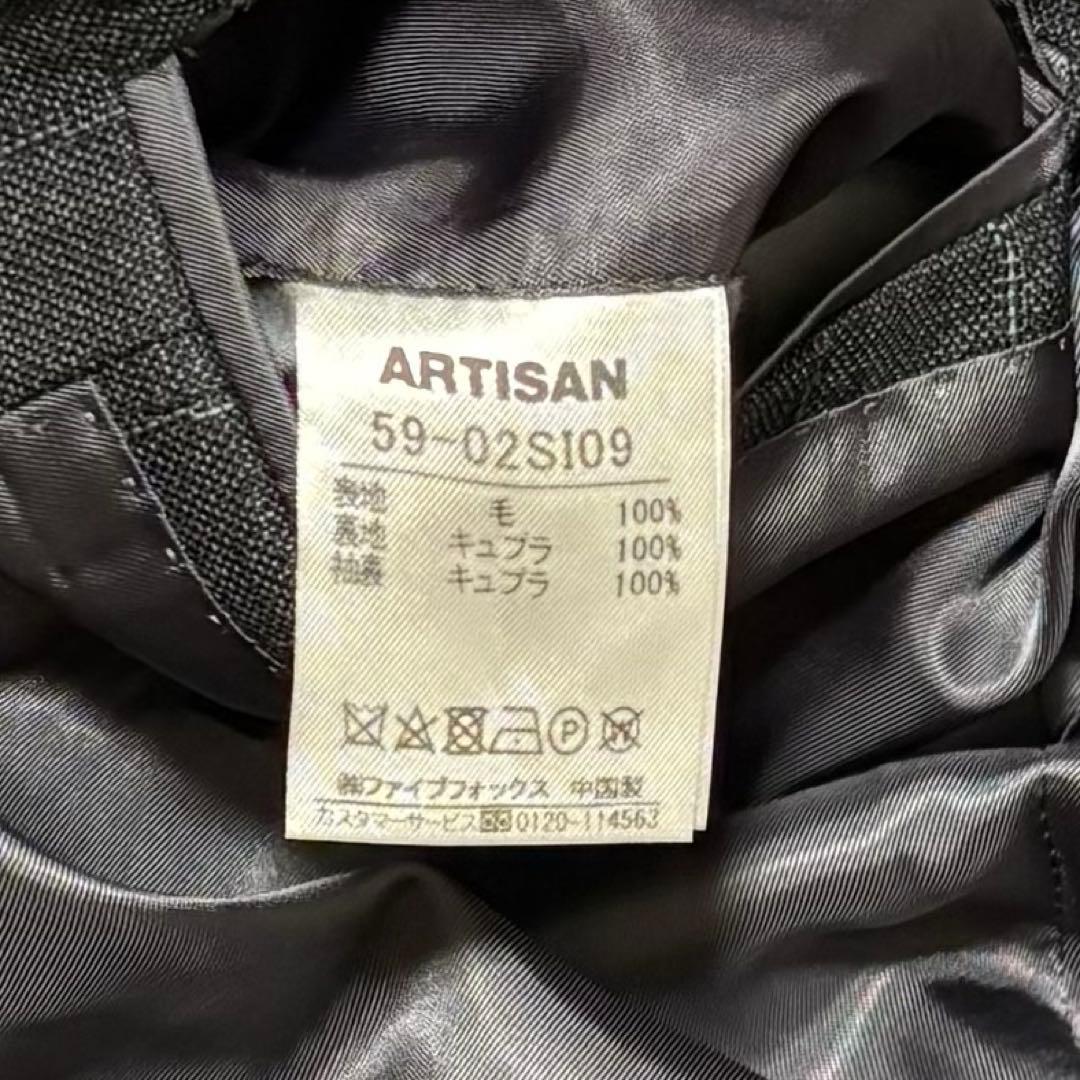 ARTISAN
59-02SI09
表地 毛 100%
裏地 キュプラ 100%
袖裏 キュプラ 100%
P
W
㈱ファイブフォックス 中国製
カスタマーサービス 0120-114563